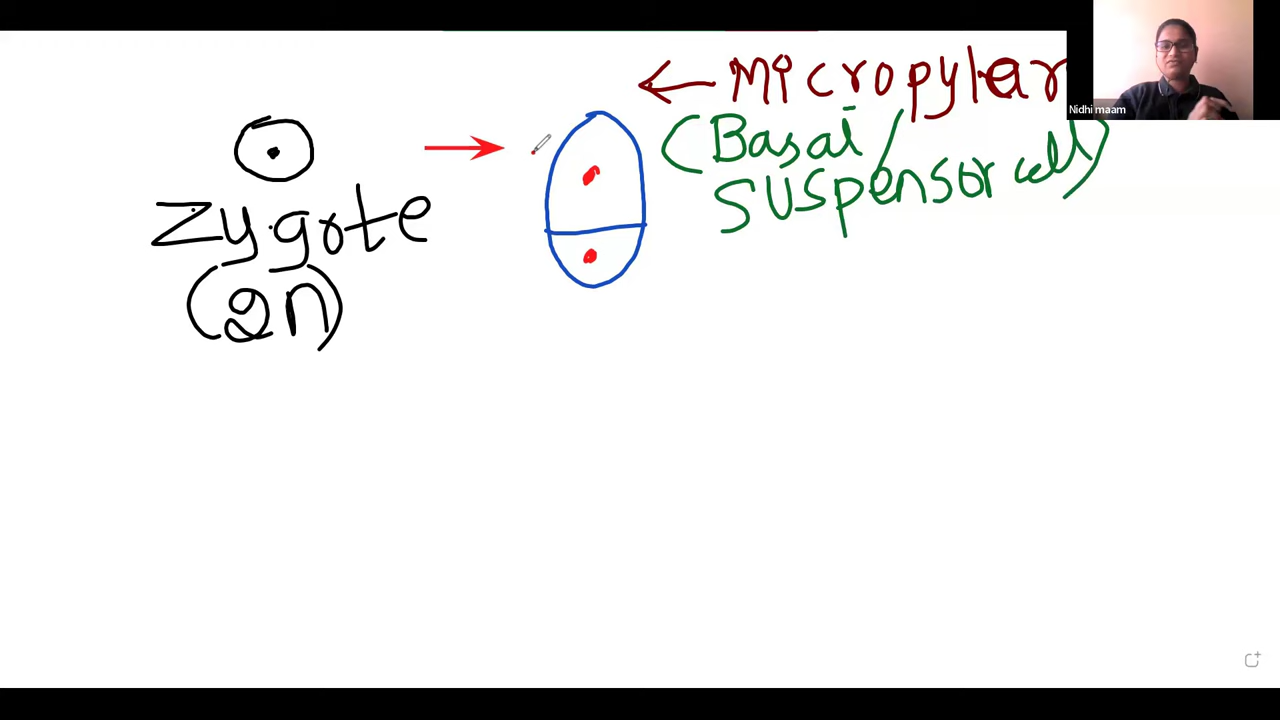 ← Micropylar
Nidhi maam
(Basal/
Suspensor cell)
Zygote
(2n)